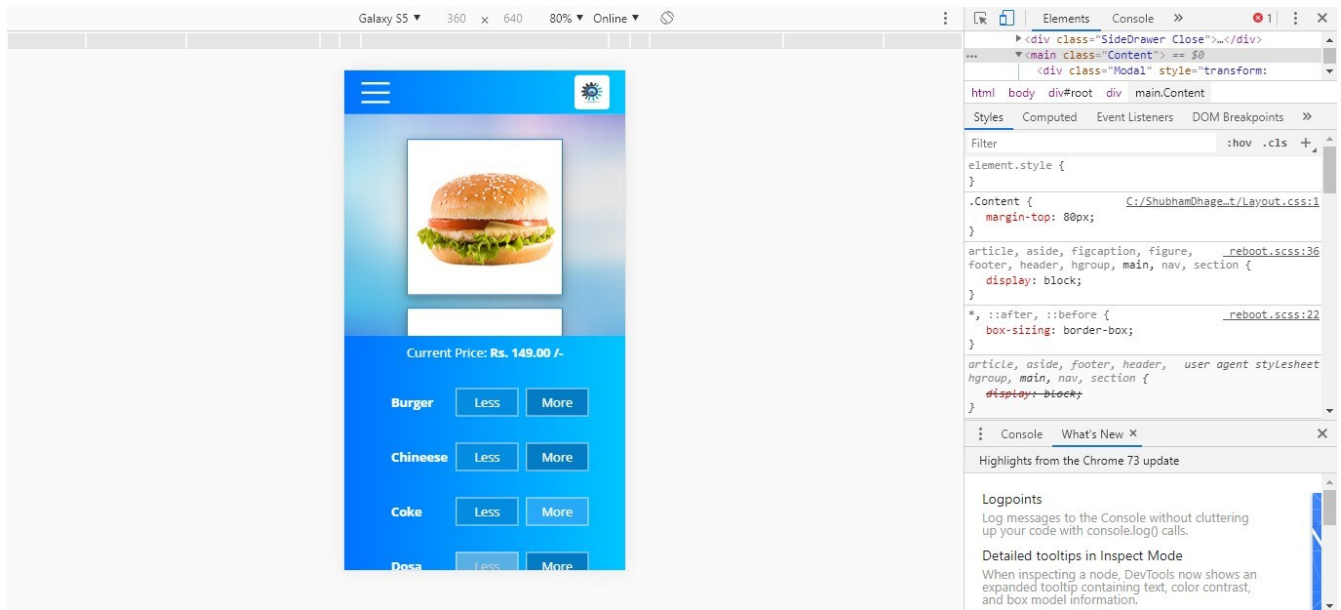 Galaxy S5 ▼ 360 × 640 80% ▼ Online ▼
Elements Console » 1
▶<div class="SideDrawer Close">…</div>
… ▼<main class="Content"> == $0
<div class="Modal" style="transform:
html body div#root div main.Content
Styles Computed Event Listeners DOM Breakpoints »
Filter :hov .cls +
element.style {
}
.Content { C:/ShubhamDhage…t/Layout.css:1
margin-top: 80px;
}
article, aside, figcaption, figure, _reboot.scss:36
footer, header, hgroup, main, nav, section {
display: block;
}
*, ::after, ::before { _reboot.scss:22
box-sizing: border-box;
}
article, aside, footer, header, user agent stylesheet
hgroup, main, nav, section {
display: block;
}
Console What's New ×
Highlights from the Chrome 73 update
Logpoints
Log messages to the Console without cluttering
up your code with console.log() calls.
Detailed tooltips in Inspect Mode
When inspecting a node, DevTools now shows an
expanded tooltip containing text, color contrast,
and box model information.
Current Price: Rs. 149.00 /-
Burger Less More
Chineese Less More
Coke Less More
Dosa Less More